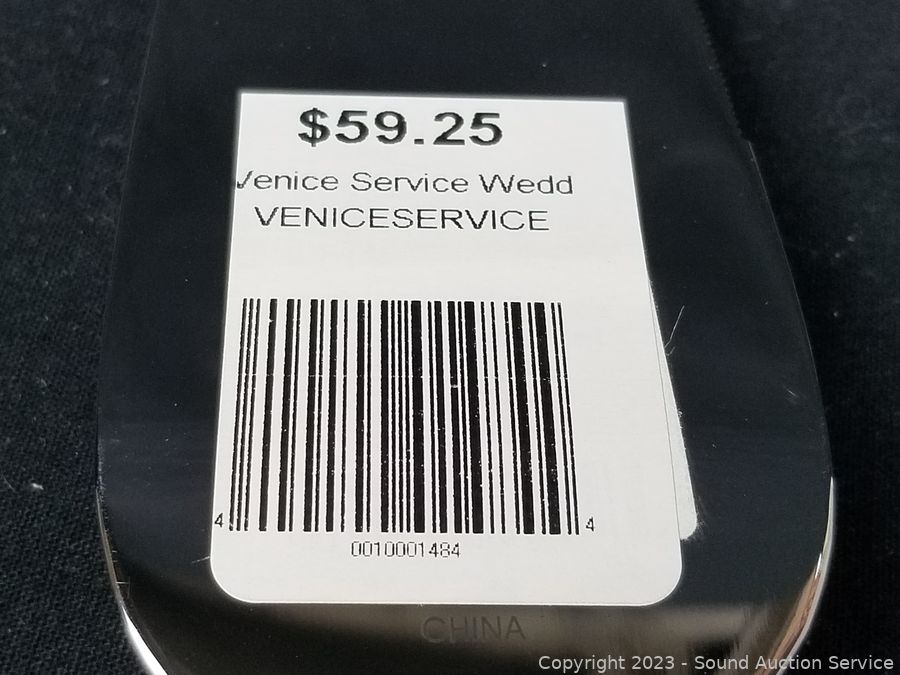 $59.25
Venice Service Wedd
VENICESERVICE
4 4
0010001484
CHINA
Copyright 2023 - Sound Auction Service